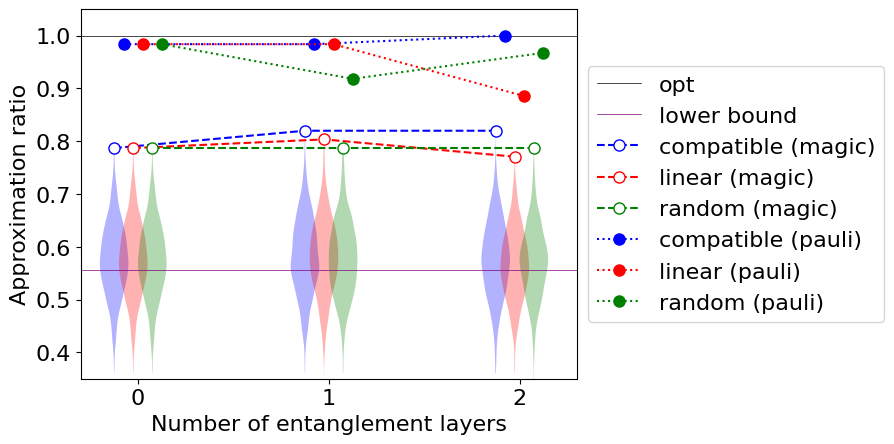 1.0
0.9
0.8
0.7
0.6
0.5
0.4
Approximation ratio
0
1
2
Number of entanglement layers
opt
lower bound
compatible (magic)
linear (magic)
random (magic)
compatible (pauli)
linear (pauli)
random (pauli)